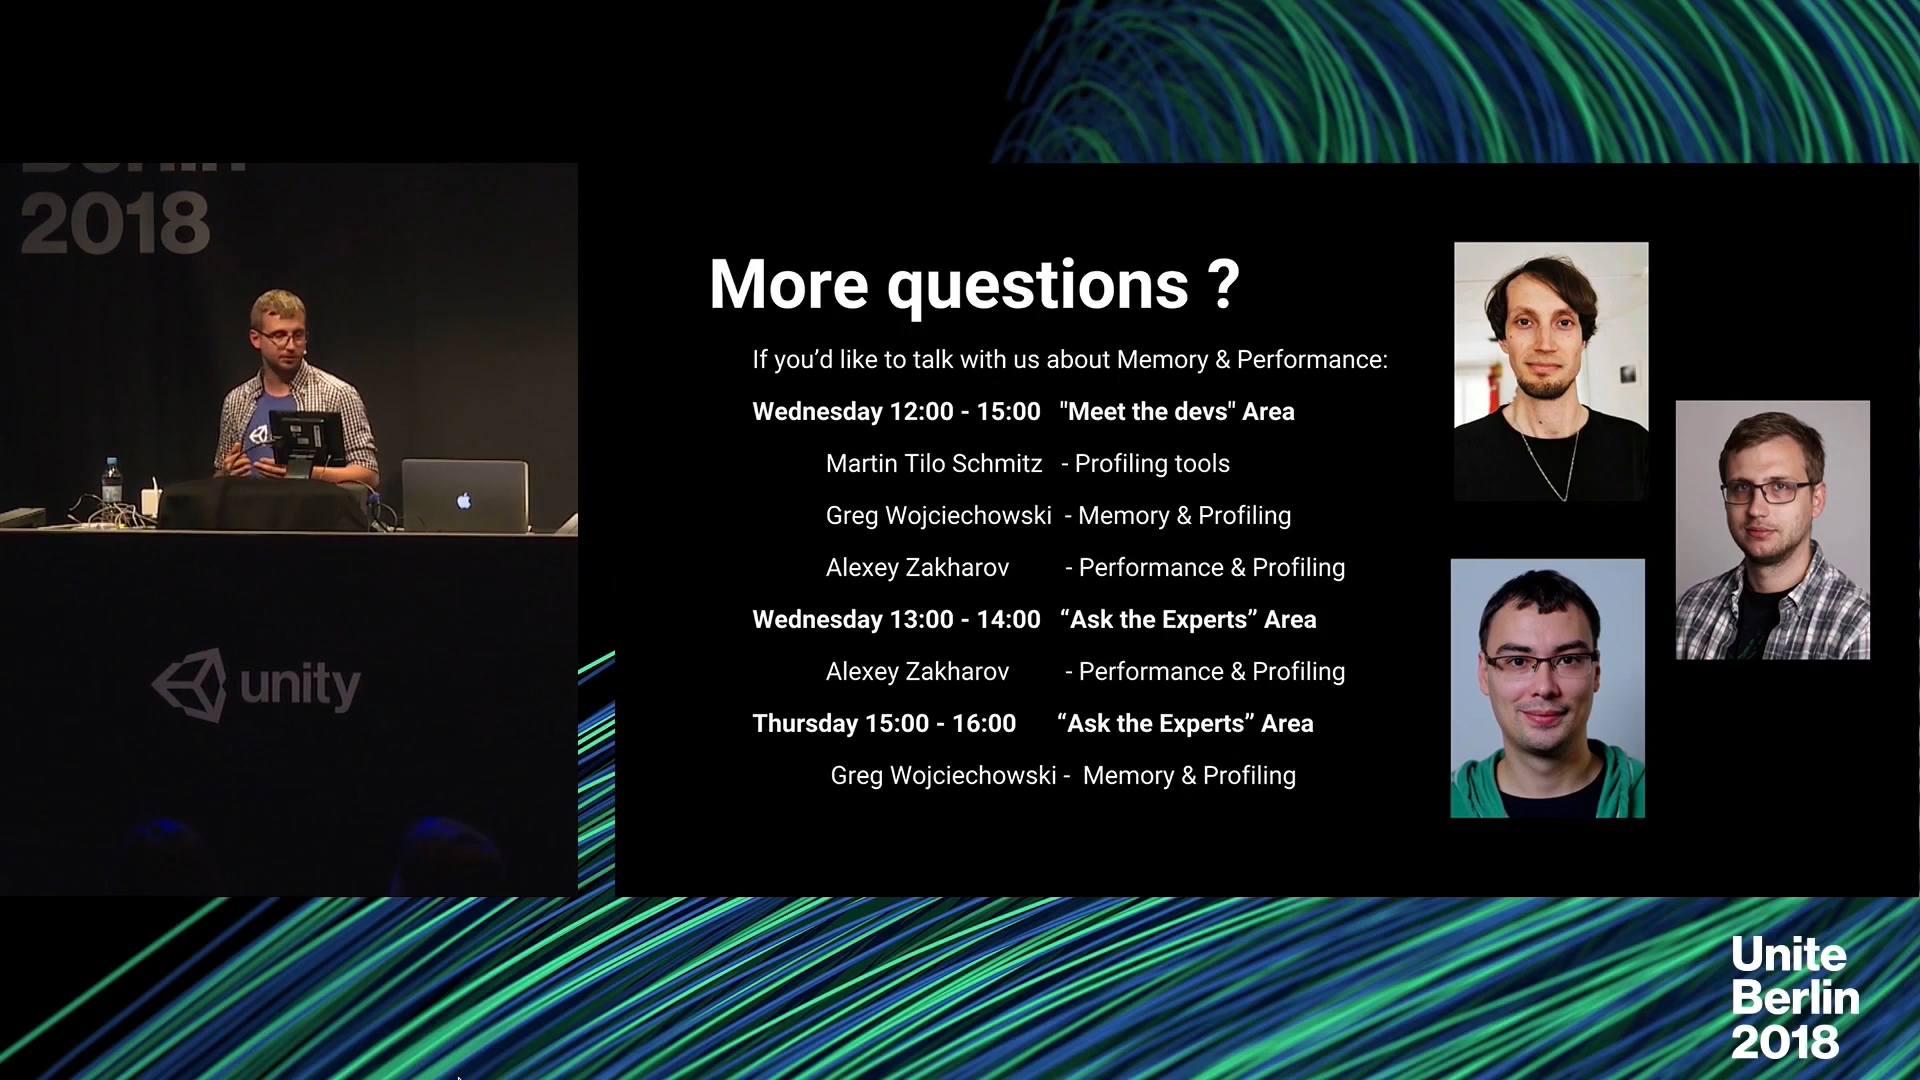 Berlin
2018
unity
More questions ?
If you’d like to talk with us about Memory & Performance:
Wednesday 12:00 - 15:00 "Meet the devs" Area
Martin Tilo Schmitz - Profiling tools
Greg Wojciechowski - Memory & Profiling
Alexey Zakharov - Performance & Profiling
Wednesday 13:00 - 14:00 “Ask the Experts” Area
Alexey Zakharov - Performance & Profiling
Thursday 15:00 - 16:00 “Ask the Experts” Area
Greg Wojciechowski - Memory & Profiling
Unite
Berlin
2018